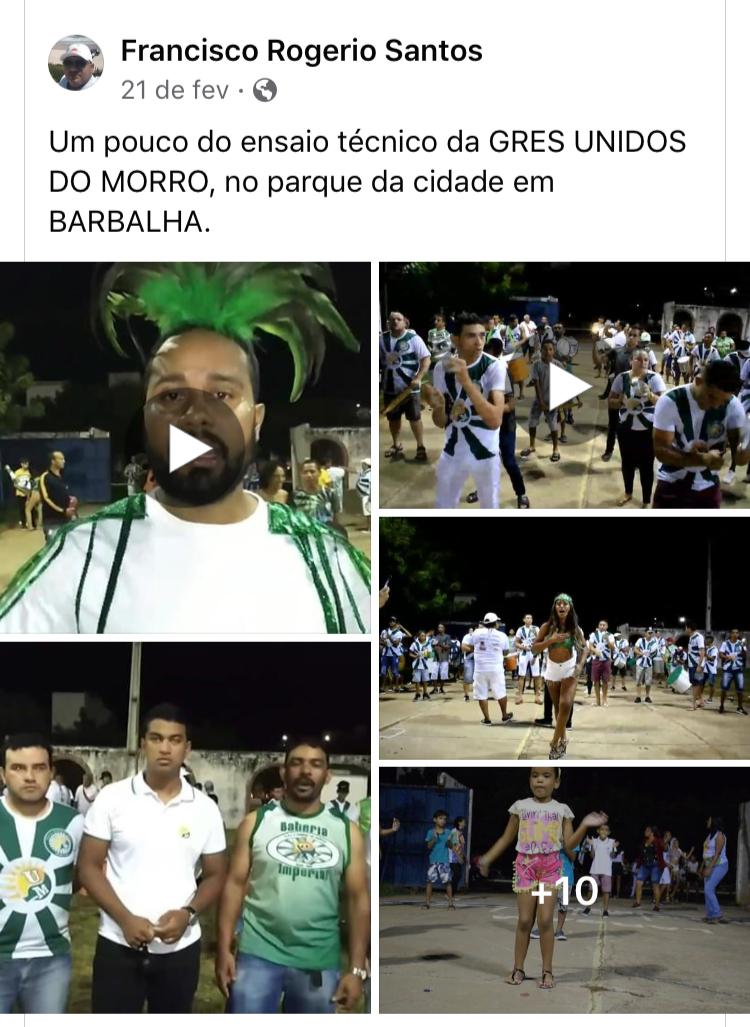 Francisco Rogerio Santos
21 de fev ·
Um pouco do ensaio técnico da GRES UNIDOS
DO MORRO, no parque da cidade em
BARBALHA.
U
M
Bateria
Imperial
+10